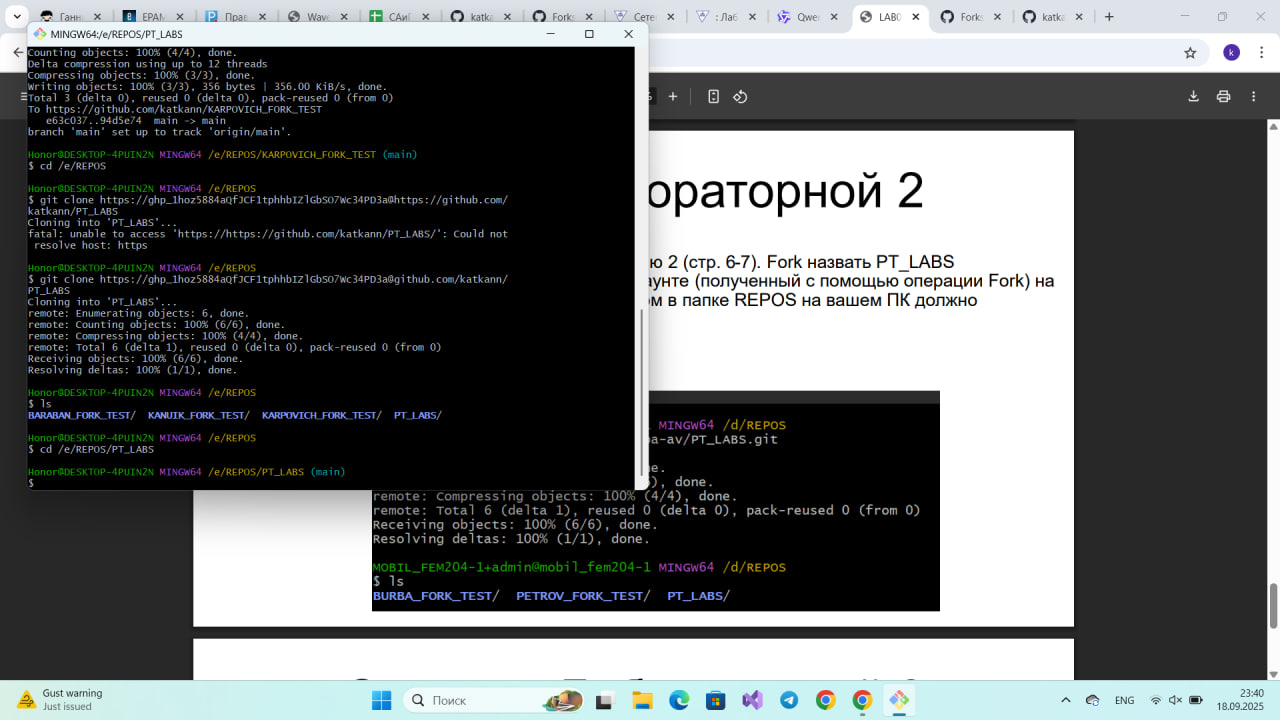 Танн
EPAM
Р. Рав
Wave
САиГ
katka
Fork
Сете
: Лаб
Qwe
LABO
Forks
katka
MINGW64:/e/REPOS/PT_LABS
Counting objects: 100% (4/4), done.
Delta compression using up to 12 threads
Compressing objects: 100% (3/3), done.
Writing objects: 100% (3/3), 356 bytes | 356.00 KiB/s, done.
Total 3 (delta 0), reused 0 (delta 0), pack-reused 0 (from 0)
To https://github.com/katkann/KARPOVICH_FORK_TEST
e63c037..94d5e74 main -> main
branch 'main' set up to track 'origin/main'.
Honor@DESKTOP-4PUIN2N MINGW64 /e/REPOS/KARPOVICH_FORK_TEST (main)
$ cd /e/REPOS
Honor@DESKTOP-4PUIN2N MINGW64 /e/REPOS
$ git clone https://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@https://github.com/
katkann/PT_LABS
Cloning into 'PT_LABS'...
fatal: unable to access 'https://https://github.com/katkann/PT_LABS/': Could not
resolve host: https
Honor@DESKTOP-4PUIN2N MINGW64 /e/REPOS
$ git clone https://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@github.com/katkann/
PT_LABS
Cloning into 'PT_LABS'...
remote: Enumerating objects: 6, done.
remote: Counting objects: 100% (6/6), done.
remote: Compressing objects: 100% (4/4), done.
remote: Total 6 (delta 1), reused 0 (delta 0), pack-reused 0 (from 0)
Receiving objects: 100% (6/6), done.
Resolving deltas: 100% (1/1), done.
Honor@DESKTOP-4PUIN2N MINGW64 /e/REPOS
$ ls
BARABAN_FORK_TEST/ KANUIK_FORK_TEST/ KARPOVICH_FORK_TEST/ PT_LABS/
Honor@DESKTOP-4PUIN2N MINGW64 /e/REPOS
$ cd /e/REPOS/PT_LABS
Honor@DESKTOP-4PUIN2N MINGW64 /e/REPOS/PT_LABS (main)
$
k
ораторной 2
ю 2 (стр. 6-7). Fork назвать PT_LABS
аунте (полученный с помощью операции Fork) на
ом в папке REPOS на вашем ПК должно
MINGW64 /d/REPOS
a-av/PT_LABS.git
ne.
), done.
remote: Compressing objects: 100% (4/4), done.
remote: Total 6 (delta 1), reused 0 (delta 0), pack-reused 0 (from 0)
Receiving objects: 100% (6/6), done.
Resolving deltas: 100% (1/1), done.
MOBIL_FEM204-1+admin@mobil_fem204-1 MINGW64 /d/REPOS
$ ls
BURBA_FORK_TEST/ PETROV_FORK_TEST/ PT_LABS/
Gust warning
Just issued
Поиск
ENG
23:40
18.09.2025